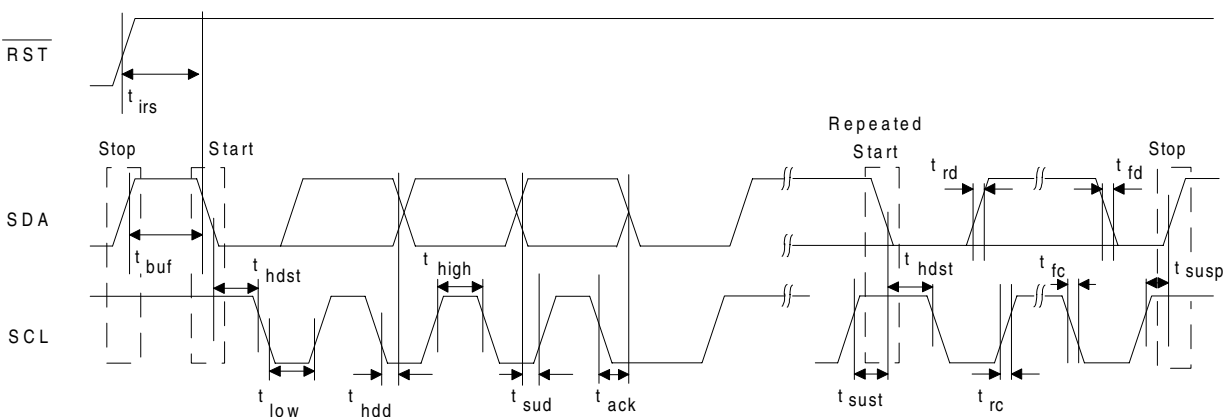 RST
t irs
Repeated
Stop
Start
Start
Stop
t rd
t fd
SDA
t buf
t hdst
t high
t hdst
t fc
t susp
SCL
t low
t hdd
t sud
t ack
t sust
t rc